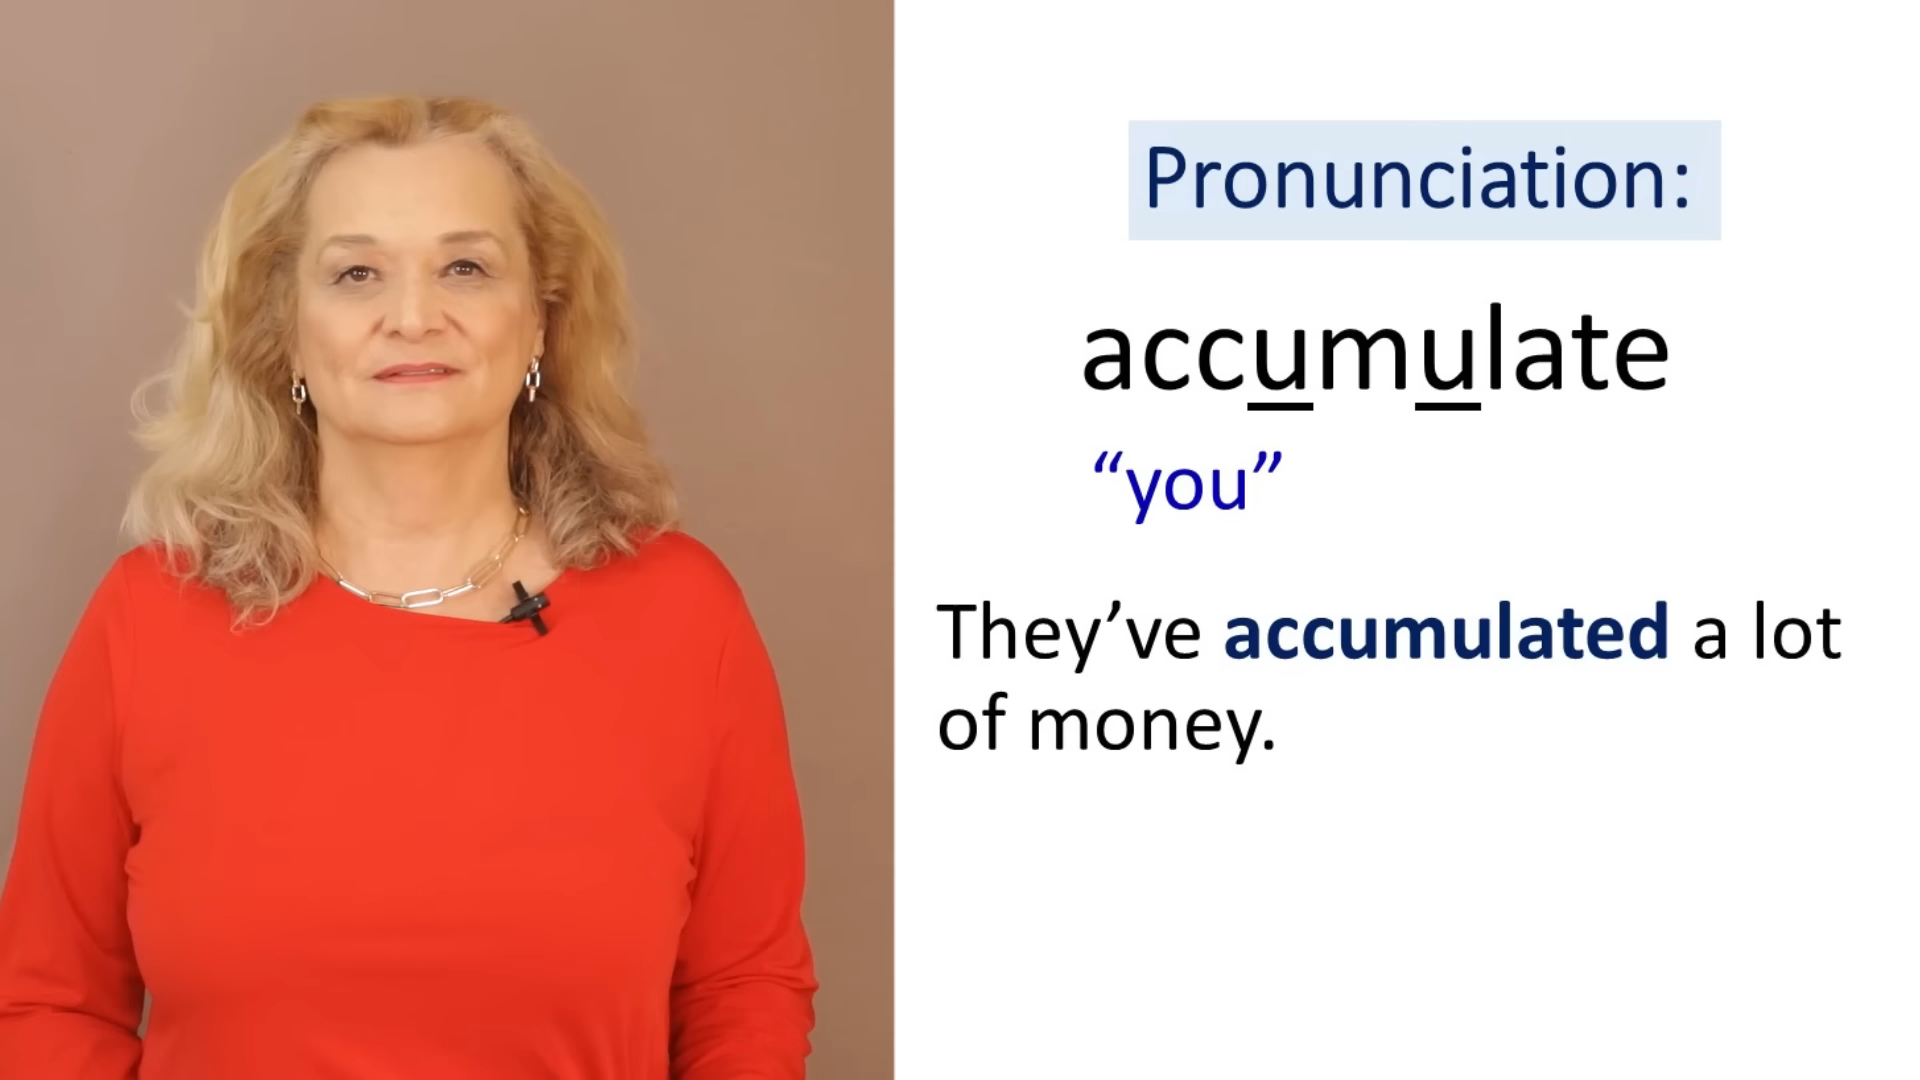 Pronunciation:
accumulate
“you”
They’ve accumulated a lot
of money.